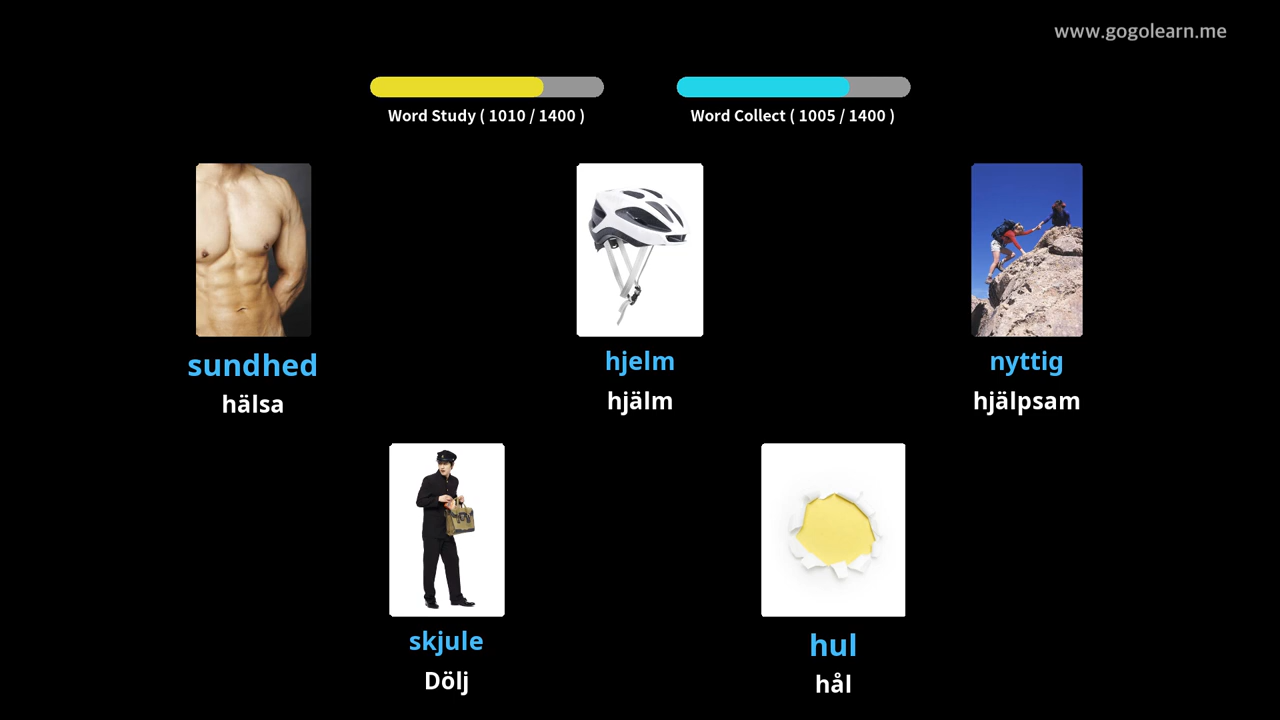 www.gogolearn.me
Word Study ( 1010 / 1400 )
Word Collect ( 1005 / 1400 )
sundhed
hälsa
hjelm
hjälm
nyttig
hjälpsam
skjule
Dölj
hul
hål